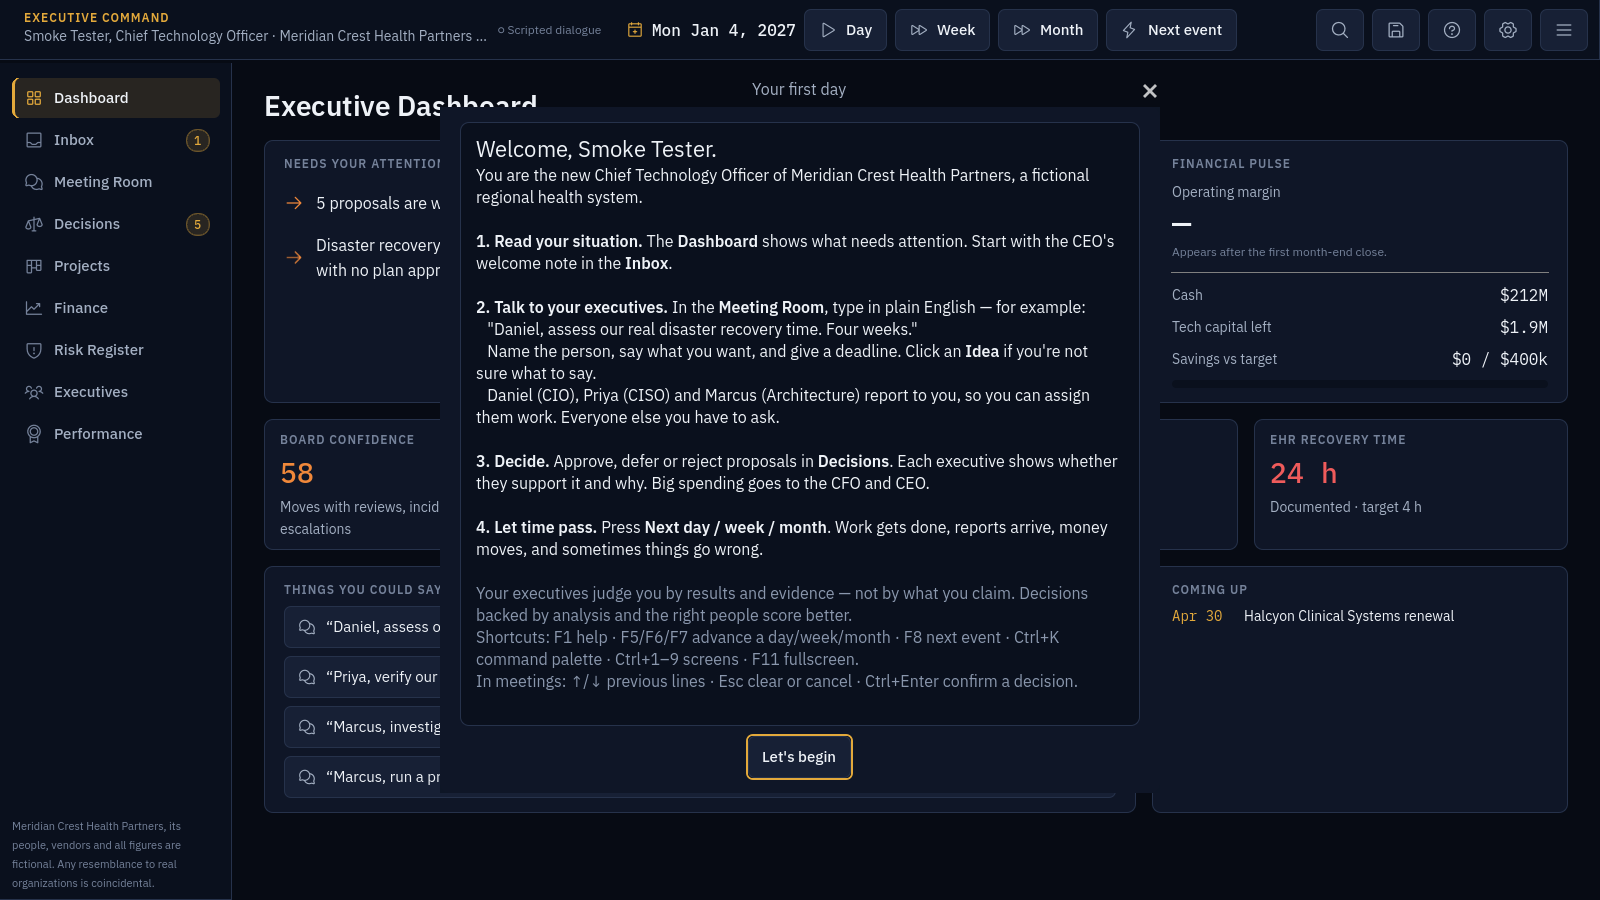 EXECUTIVE COMMAND
Smoke Tester, Chief Technology Officer · Meridian Crest Health Partners ...
Scripted dialogue
Mon Jan 4, 2027
Day
Week
Month
Next event
Dashboard
Inbox
1
Meeting Room
Decisions
5
Projects
Finance
Risk Register
Executives
Performance
Meridian Crest Health Partners, its
people, vendors and all figures are
fictional. Any resemblance to real
organizations is coincidental.
Executive Dashboard
NEEDS YOUR ATTENTION
5 proposals are w
Disaster recovery
with no plan appr
BOARD CONFIDENCE
58
Moves with reviews, incid
escalations
THINGS YOU COULD SAY
“Daniel, assess o
“Priya, verify our
“Marcus, investig
“Marcus, run a pr
Your first day
Welcome, Smoke Tester.
You are the new Chief Technology Officer of Meridian Crest Health Partners, a fictional
regional health system.
1. Read your situation. The Dashboard shows what needs attention. Start with the CEO's
welcome note in the Inbox.
2. Talk to your executives. In the Meeting Room, type in plain English — for example:
"Daniel, assess our real disaster recovery time. Four weeks."
Name the person, say what you want, and give a deadline. Click an Idea if you're not
sure what to say.
Daniel (CIO), Priya (CISO) and Marcus (Architecture) report to you, so you can assign
them work. Everyone else you have to ask.
3. Decide. Approve, defer or reject proposals in Decisions. Each executive shows whether
they support it and why. Big spending goes to the CFO and CEO.
4. Let time pass. Press Next day / week / month. Work gets done, reports arrive, money
moves, and sometimes things go wrong.
Your executives judge you by results and evidence — not by what you claim. Decisions
backed by analysis and the right people score better.
Shortcuts: F1 help · F5/F6/F7 advance a day/week/month · F8 next event · Ctrl+K
command palette · Ctrl+1–9 screens · F11 fullscreen.
In meetings: ↑/↓ previous lines · Esc clear or cancel · Ctrl+Enter confirm a decision.
Let's begin
FINANCIAL PULSE
Operating margin
—
Appears after the first month-end close.
Cash
$212M
Tech capital left
$1.9M
Savings vs target
$0 / $400k
EHR RECOVERY TIME
24 h
Documented · target 4 h
COMING UP
Apr 30
Halcyon Clinical Systems renewal